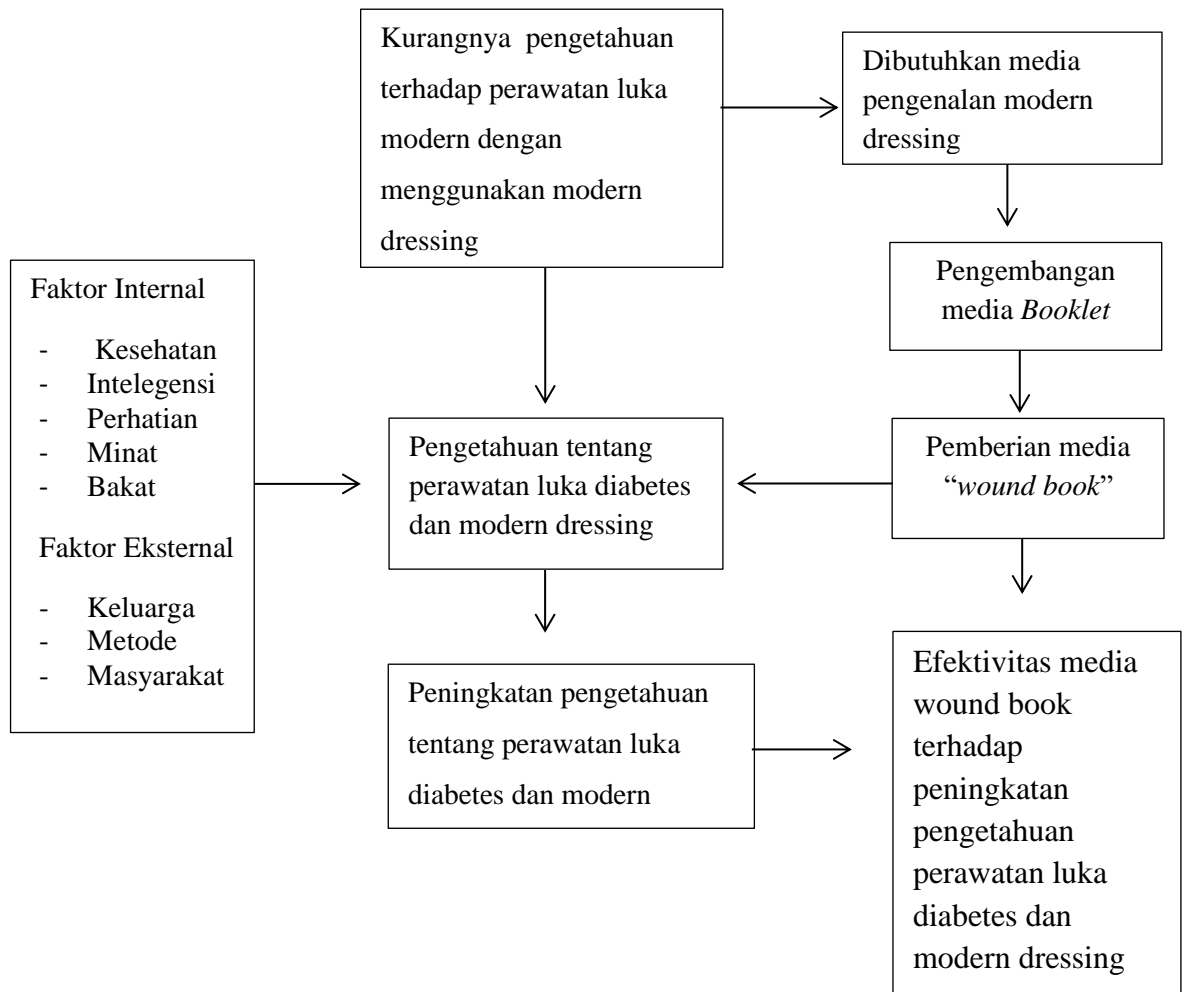 Kurangnya pengetahuan
terhadap perawatan luka
modern dengan
menggunakan modern
dressing
Dibutuhkan media
pengenalan modern
dressing
Pengembangan
media Booklet
Faktor Internal
- Kesehatan
- Intelegensi
- Perhatian
- Minat
- Bakat
Faktor Eksternal
- Keluarga
- Metode
- Masyarakat
Pengetahuan tentang
perawatan luka diabetes
dan modern dressing
Pemberian media
“wound book”
Peningkatan pengetahuan
tentang perawatan luka
diabetes dan modern
Efektivitas media
wound book
terhadap
peningkatan
pengetahuan
perawatan luka
diabetes dan
modern dressing